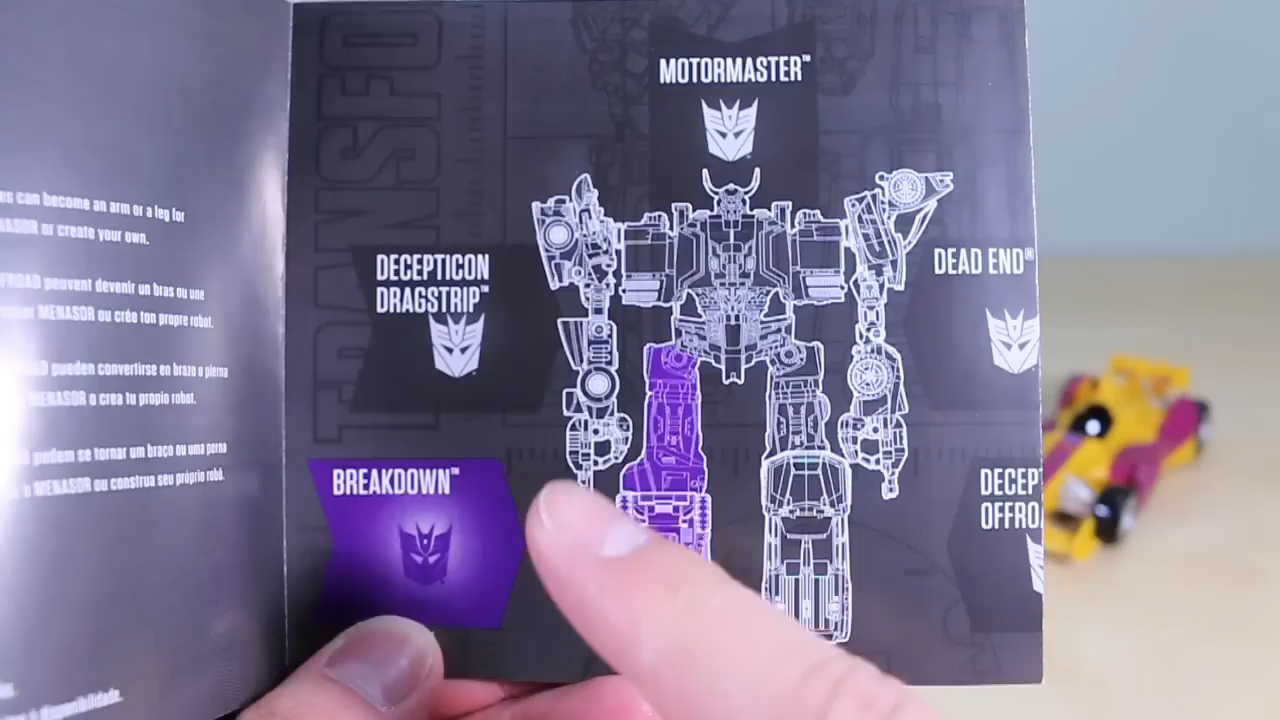 es can become an arm or a leg for
NASOR or create your own.
FROAD peuvent devenir un bras ou une
MENASOR ou crée ton propre robot.
pueden convertirse en brazo o pierna
MENASOR o crea tu propio robot.
podem se tornar um braço ou uma perna
o MENASOR ou construa seu próprio robô.
disponibilidade.
TRANSFO
MOTORMASTER™
DECEPTICON
DRAGSTRIP™
DEAD END®
BREAKDOWN™
DECEPT
OFFRO